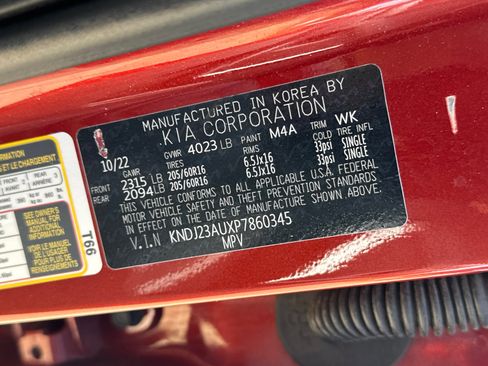 MANUFACTURED IN KOREA BY
KIA CORPORATION
10/22 GVWR 4023 LB PAINT M4A TRIM WK
GAWR TIRES RIMS COLD TIRE INFL
FRONT 2315 LB 205/60R16 6.5Jx16 33psi SINGLE
2094 LB 205/60R16 6.5Jx16 33psi SINGLE
THIS VEHICLE CONFORMS TO ALL APPLICABLE U.S.A. FEDERAL
MOTOR VEHICLE SAFETY AND THEFT PREVENTION STANDARDS
IN EFFECT ON THE DATE OF MANUFACTURE SHOWN ABOVE.
V.I.N KNDJ23AUXP7860345
MPV
T66
SEE OWNER'S
MANUAL FOR
ADDITIONAL
INFORMATION
VOIR LE MANUEL
DE L'USAGER
POUR PLUS DE
RENSEIGNEMENTS